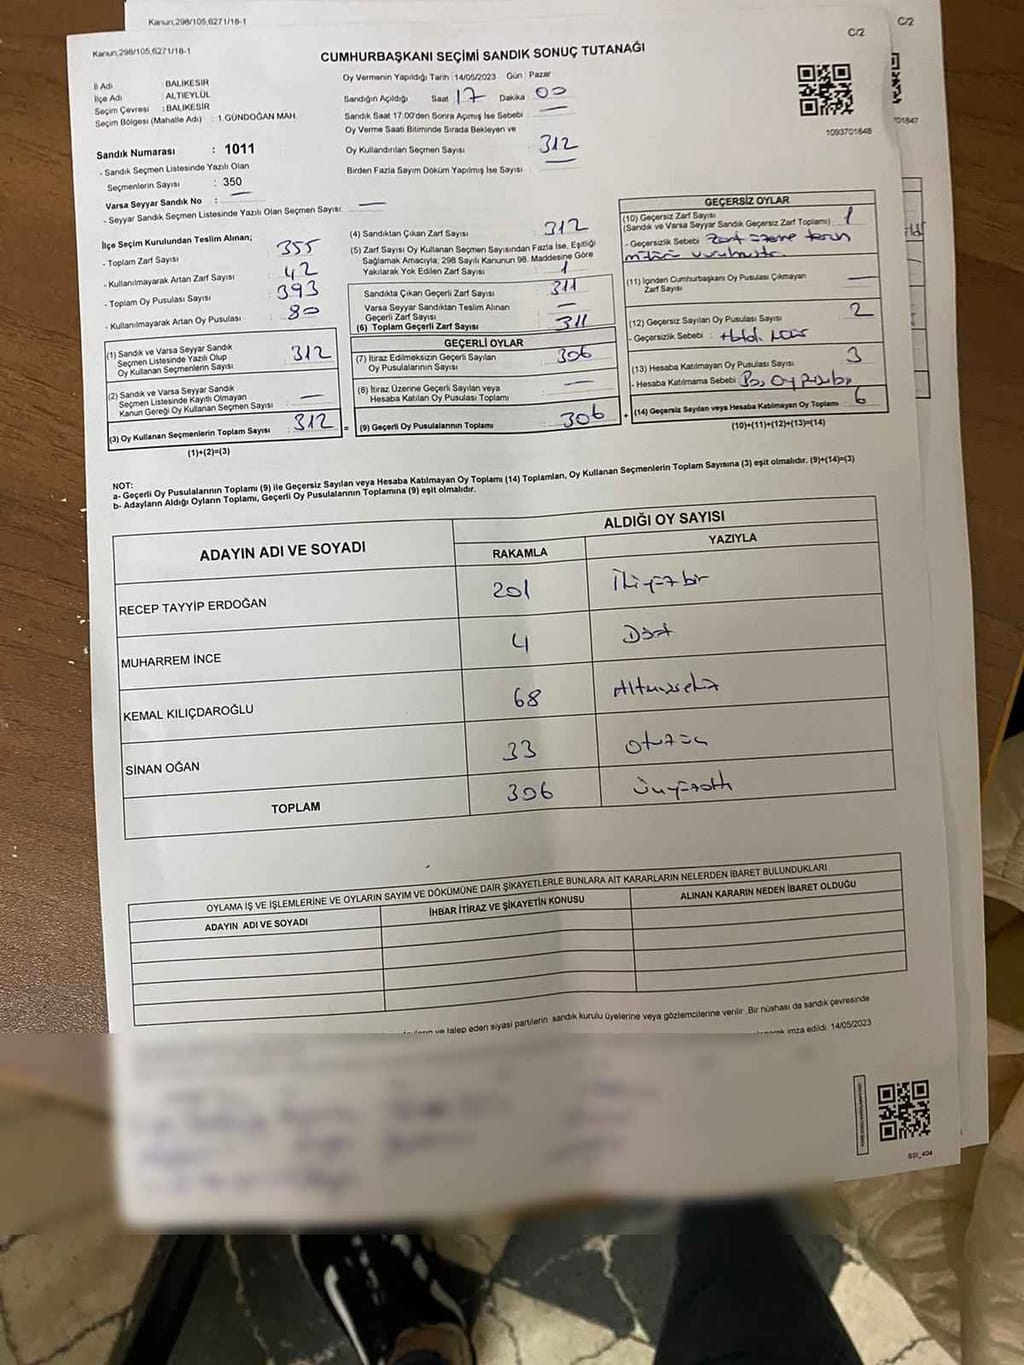 Kanun,298/105,6271/18-1
C/2
Kanun,298/105,6271/18-1
C/2
CUMHURBAŞKANI SEÇİMİ SANDIK SONUÇ TUTANAĞI
İl Adı : BALIKESİR
İlçe Adı : ALTIEYLÜL
Seçim Çevresi : BALIKESİR
Seçim Bölgesi (Mahalle Adı) : 1.GÜNDOĞAN MAH.
Sandık Numarası : 1011
- Sandık Seçmen Listesinde Yazılı Olan
Seçmenlerin Sayısı : 350
Varsa Seyyar Sandık No : —
- Seyyar Sandık Seçmen Listesinde Yazılı Olan Seçmen Sayısı —
Oy Vermenin Yapıldığı Tarih : 14/05/2023 Gün : Pazar
Sandığın Açıldığı Saat 17 Dakika 00
Sandık Saat 17:00'den Sonra Açımış İse Sebebi —
Oy Verme Saati Bitiminde Sırada Bekleyen ve
Oy Kullandırılan Seçmen Sayısı : 312
Birden Fazla Sayım Döküm Yapılmış İse Sayısı : —
1093701848
01847
İlçe Seçim Kurulundan Teslim Alınan;
- Toplam Zarf Sayısı 355
- Kullanılmayarak Artan Zarf Sayısı 42
- Toplam Oy Pusulası Sayısı 393
- Kullanılmayarak Artan Oy Pusulası 80
(1) Sandık ve Varsa Seyyar Sandık
Seçmen Listesinde Yazılı Olup
Oy Kullanan Seçmenlerin Sayısı 312
(2) Sandık ve Varsa Seyyar Sandık
Seçmen Listesinde Kayıtlı Olmayan
Kanun Gereği Oy Kullanan Seçmen Sayısı —
(3) Oy Kullanan Seçmenlerin Toplam Sayısı 312
(1)+(2)=(3)
(4) Sandıktan Çıkan Zarf Sayısı 312
(5) Zarf Sayısı Oy Kullanan Seçmen Sayısından Fazla İse, Eşitliği
Sağlamak Amacıyla, 298 Sayılı Kanunun 98. Maddesine Göre
Yakılarak Yok Edilen Zarf Sayısı 1
Sandıkta Çıkan Geçerli Zarf Sayısı 311
Varsa Seyyar Sandıktan Teslim Alınan
Geçerli Zarf Sayısı —
(6) Toplam Geçerli Zarf Sayısı 311
GEÇERLİ OYLAR
(7) İtiraz Edilmeksizin Geçerli Sayılan
Oy Pusulalarının Sayısı 306
(8) İtiraz Üzerine Geçerli Sayılan veya
Hesaba Katılan Oy Pusulaları Toplamı —
= (9) Geçerli Oy Pusulalarının Toplamı 306
GEÇERSİZ OYLAR
(10) Geçersiz Zarf Sayısı
(Sandık ve Varsa Seyyar Sandık Geçersiz Zarf Toplamı) 1
- Geçersizlik Sebebi Zarf üzerine tercih
mührü vurulmuştur.
(11) İçinden Cumhurbaşkanı Oy Pusulası Çıkmayan
Zarf Sayısı —
(12) Geçersiz Sayılan Oy Pusulası Sayısı 2
- Geçersizlik Sebebi :
(13) Hesaba Katılmayan Oy Pusulası Sayısı 3
- Hesaba Katılmama Sebebi Boş Oy Pusulası
+ (14) Geçersiz Sayılan veya Hesaba Katılmayan Oy Toplamı 6
(10)+(11)+(12)+(13)=(14)
NOT:
a- Geçerli Oy Pusulalarının Toplamı (9) ile Geçersiz Sayılan veya Hesaba Katılmayan Oy Toplamı (14) Toplamları, Oy Kullanan Seçmenlerin Toplam Sayısına (3) eşit olmalıdır. (9)+(14)=(3)
b- Adayların Aldığı Oyların Toplamı, Geçerli Oy Pusulalarının Toplamına (9) eşit olmalıdır.
ADAYIN ADI VE SOYADI
ALDIĞI OY SAYISI
RAKAMLA YAZIYLA
RECEP TAYYİP ERDOĞAN 201 İkiyüzbir
MUHARREM İNCE 4 Dört
KEMAL KILIÇDAROĞLU 68 Altmışsekiz
SİNAN OĞAN 33 otuzüç
TOPLAM 306 Üçyüzaltı
OYLAMA İŞ VE İŞLEMLERİNE VE OYLARIN SAYIM VE DÖKÜMÜNE DAİR ŞİKAYETLERLE BUNLARA AİT KARARLARIN NELERDEN İBARET BULUNDUKLARI
ADAYIN ADI VE SOYADI
İHBAR İTİRAZ VE ŞİKAYETİN KONUSU
ALINAN KARARIN NEDEN İBARET OLDUĞU
ve talep eden siyasi partilerin sandık kurulu üyelerine veya gözlemcilerine verilir. Bir nüshası da sandık çevresinde
imza edildi. 14/05/2023
SSI_404